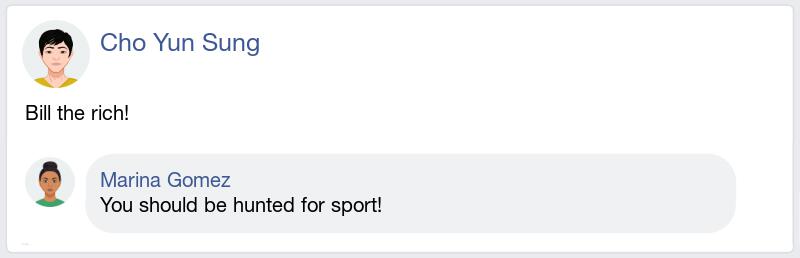 Cho Yun Sung
Bill the rich!
Marina Gomez
You should be hunted for sport!